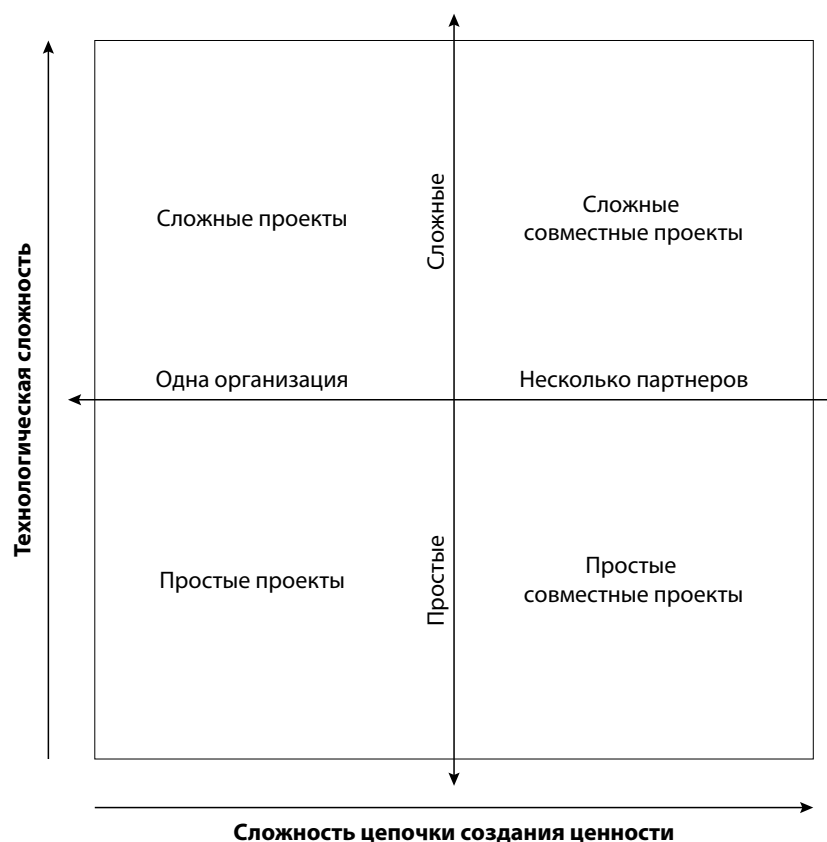 Технологическая сложность
Сложные
Сложные проекты
Сложные
совместные проекты
Одна организация
Несколько партнеров
Простые
Простые проекты
Простые
совместные проекты
Сложность цепочки создания ценности